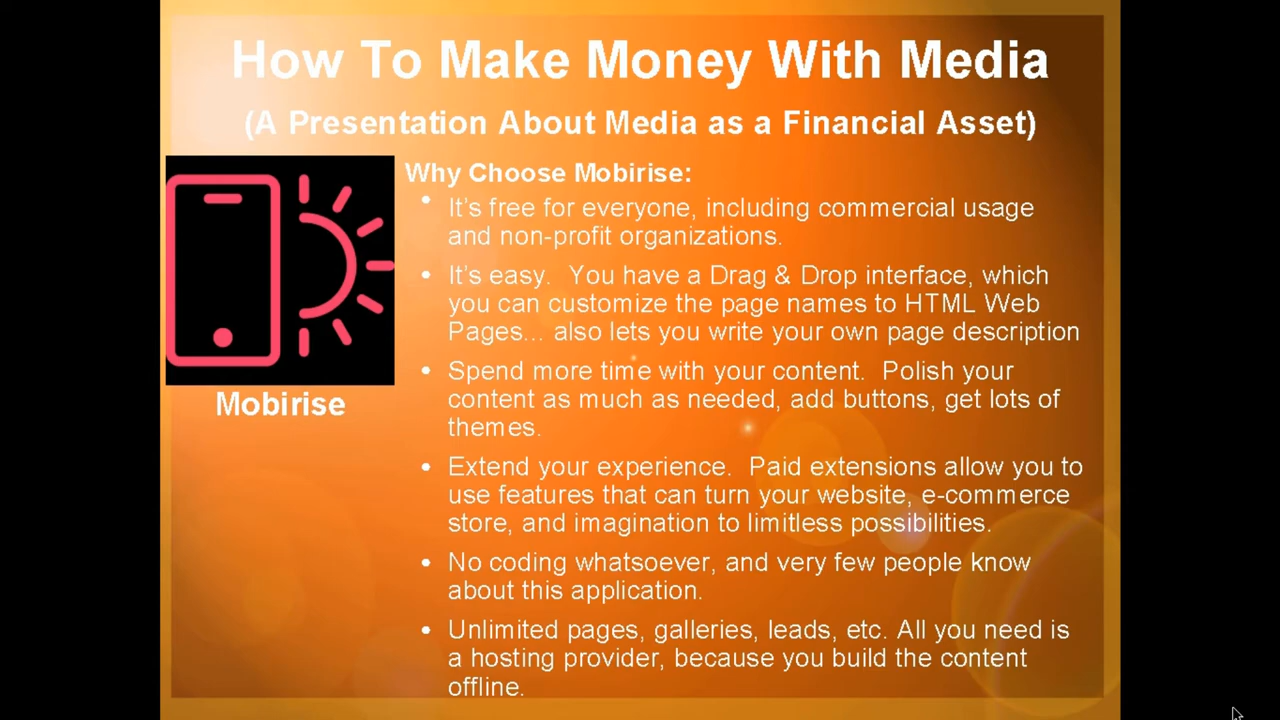 How To Make Money With Media
(A Presentation About Media as a Financial Asset)
Why Choose Mobirise:
• It's free for everyone, including commercial usage
and non-profit organizations.
• It's easy.  You have a Drag & Drop interface, which
you can customize the page names to HTML Web
Pages... also lets you write your own page description
• Spend more time with your content.  Polish your
content as much as needed, add buttons, get lots of
themes.
• Extend your experience.  Paid extensions allow you to
use features that can turn your website, e-commerce
store, and imagination to limitless possibilities.
• No coding whatsoever, and very few people know
about this application.
• Unlimited pages, galleries, leads, etc. All you need is
a hosting provider, because you build the content
offline.
Mobirise